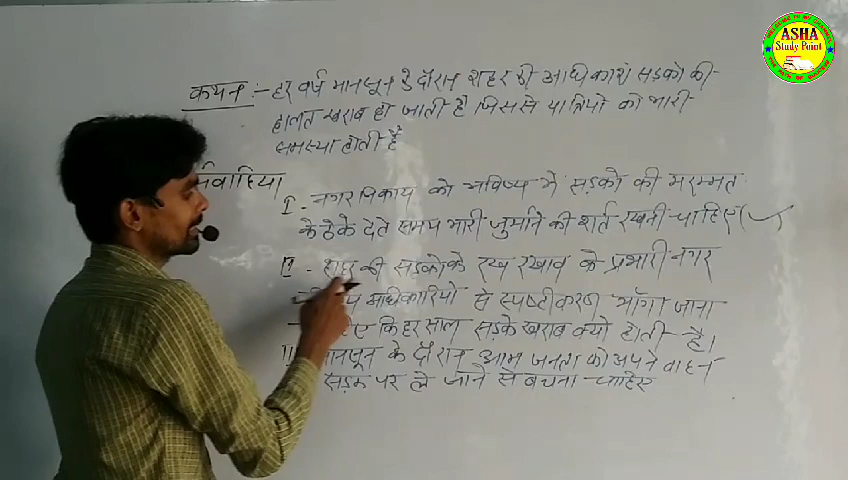 ASHA
Study Point
कथन :- हर वर्ष मानसून के दौरान शहर की अधिकांश सड़को की
हालत खराब हो जाती है जिससे यात्रियों को भारी
समस्या होती है
र्यवाहिया
I - नगर निकाय को भविष्य में सड़को की मरम्मत
के ठेके देते समय भारी जुर्माने की शर्त रखनी चाहिए (✓)
II - शहर की सड़को के रख रखाव के प्रभारी नगर
अधिकारियो से स्पष्टीकरण माँगा जाना
कि हर साल सड़के खराब क्यो होती है।
मानसून के दौरान आम जनता को अपने वाहन
सड़क पर ले जाने से बचना चाहिए